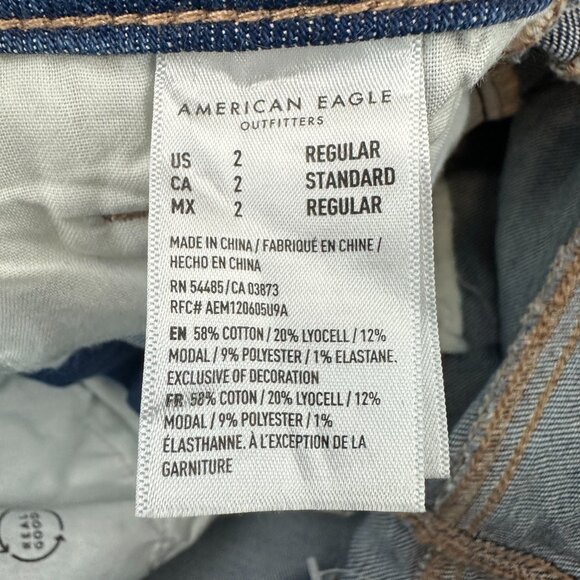 AMERICAN EAGLE
OUTFITTERS
US 2 REGULAR
CA 2 STANDARD
MX 2 REGULAR
MADE IN CHINA / FABRIQUÉ EN CHINE /
HECHO EN CHINA
RN 54485 / CA 03873
RFC# AEM120605U9A
EN 58% COTTON / 20% LYOCELL / 12%
MODAL / 9% POLYESTER / 1% ELASTANE.
EXCLUSIVE OF DECORATION
FR 58% COTON / 20% LYOCELL / 12%
MODAL / 9% POLYESTER / 1%
ÉLASTHANNE. À L'EXCEPTION DE LA
GARNITURE
REAL
GOOD